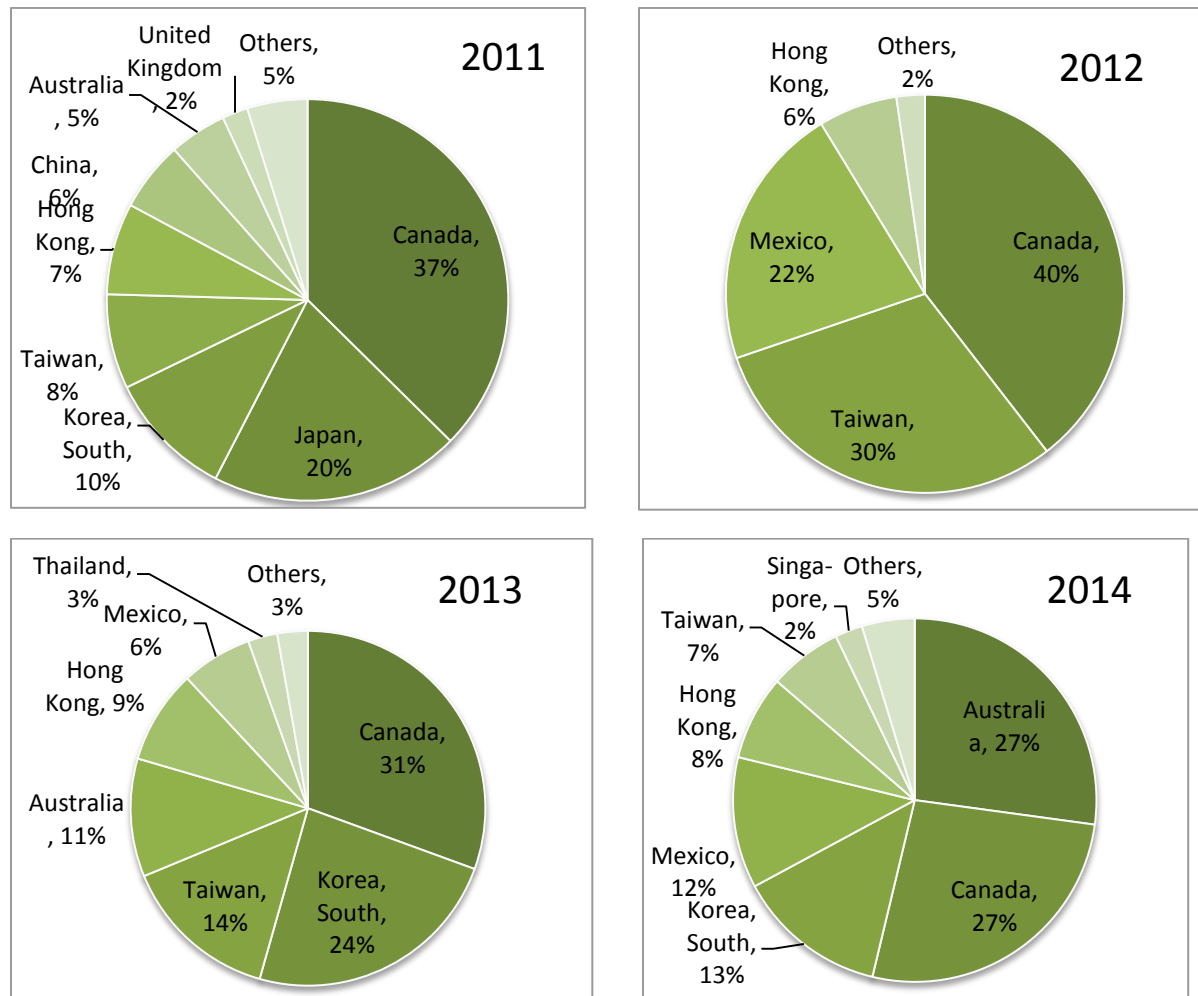 2011
United
Kingdom
, 2%
Others,
5%
Australia
, 5%
China,
6%
Hong
Kong,
7%
Taiwan,
8%
Korea,
South,
10%
Japan,
20%
Canada,
37%
2012
Hong
Kong,
6%
Others,
2%
Mexico,
22%
Canada,
40%
Taiwan,
30%
2013
Thailand,
3%
Others,
3%
Mexico,
6%
Hong
Kong, 9%
Canada,
31%
Australia
, 11%
Taiwan,
14%
Korea,
South,
24%
2014
Singa-
pore,
2%
Others,
5%
Taiwan,
7%
Hong
Kong,
8%
Australi
a, 27%
Mexico,
12%
Korea,
South,
13%
Canada,
27%